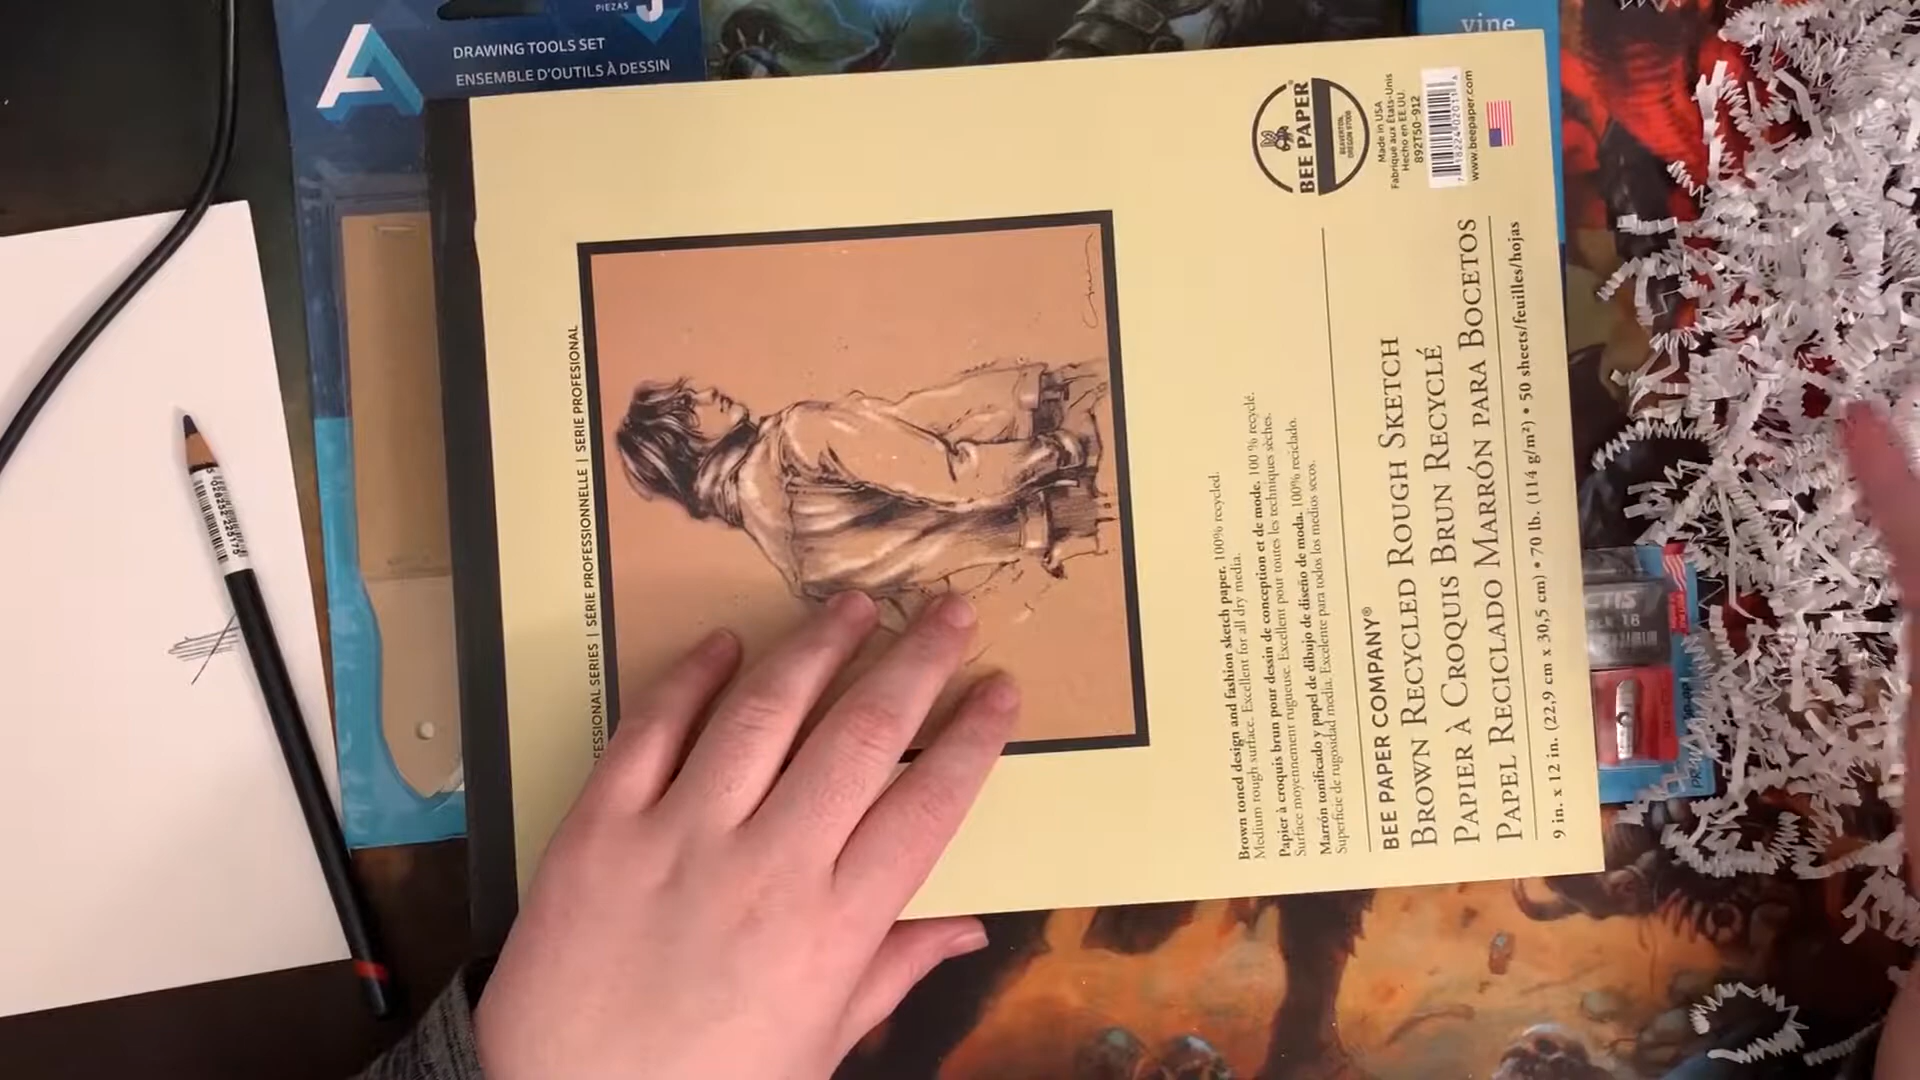 PIEZAS
DRAWING TOOLS SET
ENSEMBLE D'OUTILS À DESSIN
vine
BEE PAPER
BEAVERTON,
OREGON 97008
Made in USA
Fabriqué aux États-Unis
Hecho en EE UU.
892T50-912
www.beepaper.com
FESSIONAL SERIES | SÉRIE PROFESSIONNELLE | SERIE PROFESIONAL
Brown toned design and fashion sketch paper. 100% recycled.
Medium rough surface. Excellent for all dry media.
Papier à croquis brun pour dessin de conception et de mode. 100 % recyclé.
Surface moyennement rugueuse. Excellent pour toutes les techniques sèches.
Marrón tonificado y papel de dibujo de diseño de moda. 100% reciclado.
Superficie de rugosidad media. Excelente para todos los medios secos.
BEE PAPER COMPANY®
BROWN RECYCLED ROUGH SKETCH
PAPIER À CROQUIS BRUN RECYCLÉ
PAPEL RECICLADO MARRÓN PARA BOCETOS
9 in. x 12 in. (22,9 cm x 30,5 cm) • 70 lb. (114 g/m²) • 50 sheets/feuilles/hojas